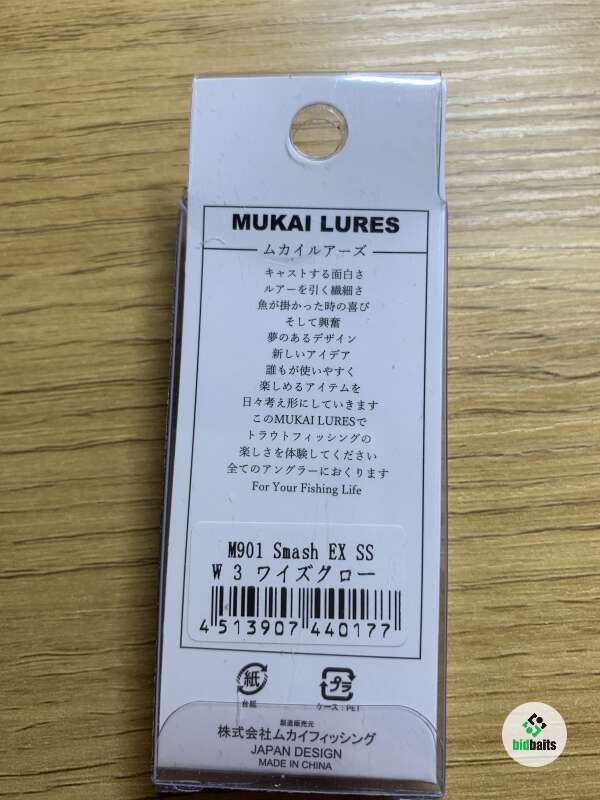 MUKAI LURES
ムカイルアーズ
キャストする面白さ
ルアーを引く繊細さ
魚が掛かった時の喜び
そして興奮
夢のあるデザイン
新しいアイデア
誰もが使いやすく
楽しめるアイテムを
日々考え形にしていきます
このMUKAI LURESで
トラウトフィッシングの
楽しさを体験してください
全てのアングラーにおくります
For Your Fishing Life
M901 Smash EX SS
W 3 ワイズグロー
4 513907 440177
紙
台紙
プラ
ケース：PET
製造販売元
株式会社ムカイフィッシング
JAPAN DESIGN
MADE IN CHINA
bidbaits